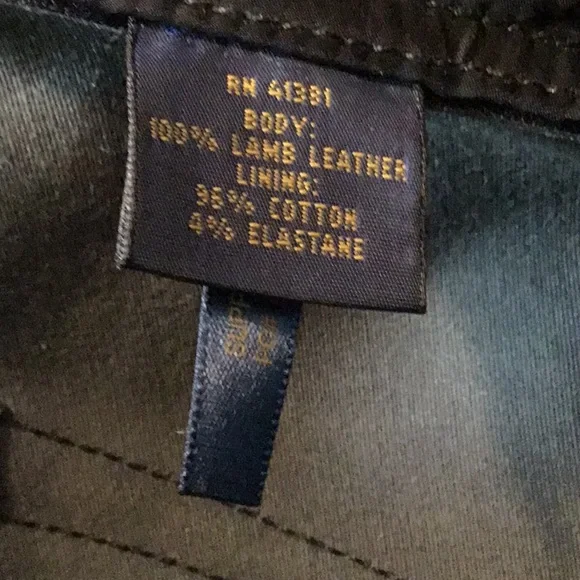 RN 41381
BODY:
100% LAMB LEATHER
LINING:
96% COTTON
4% ELASTANE